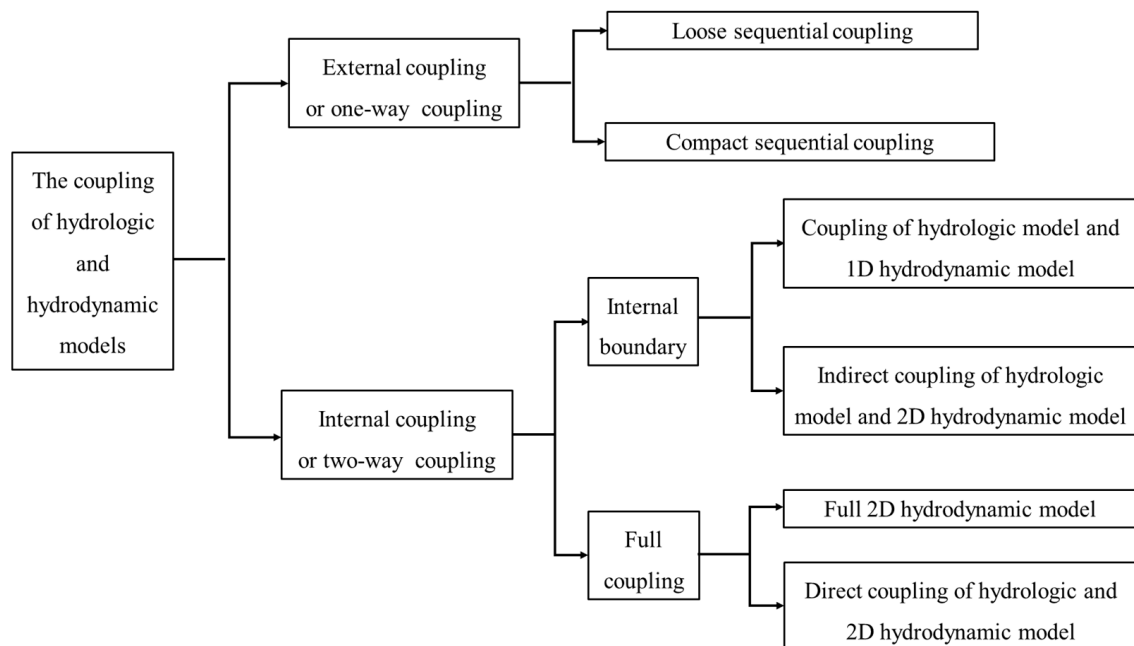 The coupling
of hydrologic
and
hydrodynamic
models
External coupling
or one-way coupling
Loose sequential coupling
Compact sequential coupling
Internal coupling
or two-way coupling
Internal
boundary
Coupling of hydrologic model and
1D hydrodynamic model
Indirect coupling of hydrologic
model and 2D hydrodynamic model
Full
coupling
Full 2D hydrodynamic model
Direct coupling of hydrologic and
2D hydrodynamic model